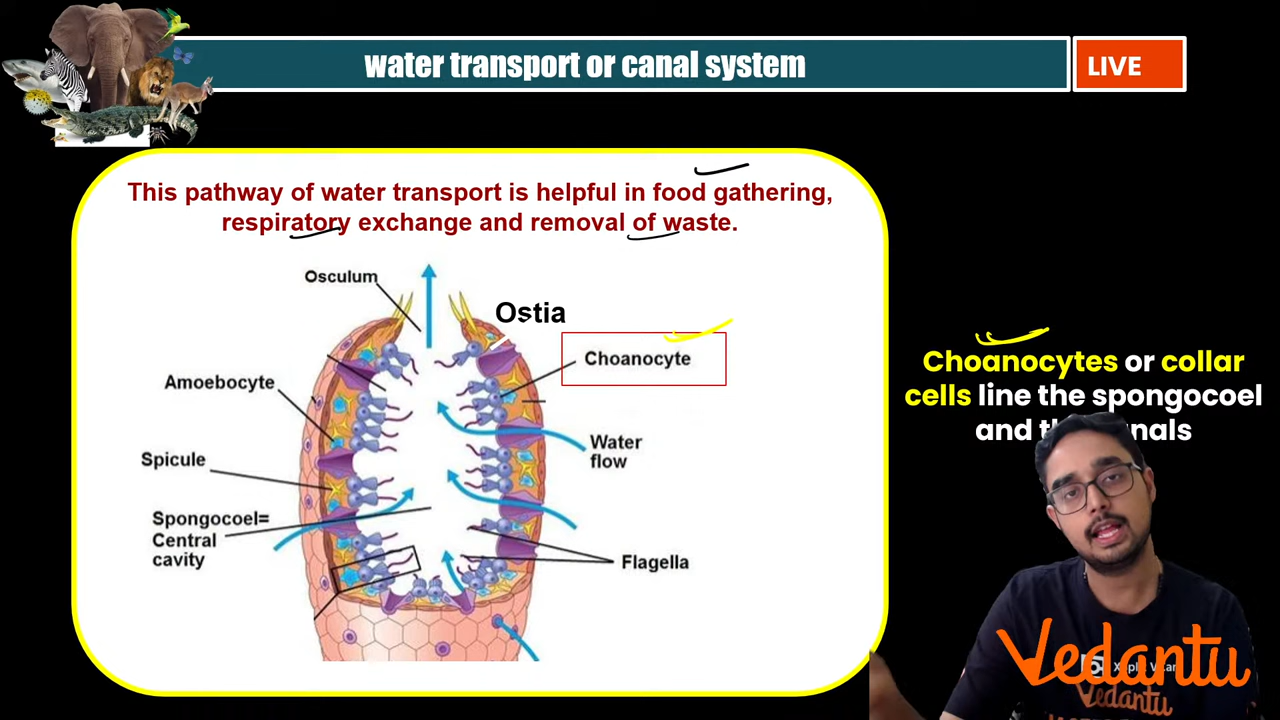 water transport or canal system
LIVE
This pathway of water transport is helpful in food gathering,
respiratory exchange and removal of waste.
Osculum
Ostia
Choanocyte
Amoebocyte
Water
flow
Spicule
Spongocoel=
Central
cavity
Flagella
Choanocytes or collar
cells line the spongocoel
and
Vedantu
Vedantu